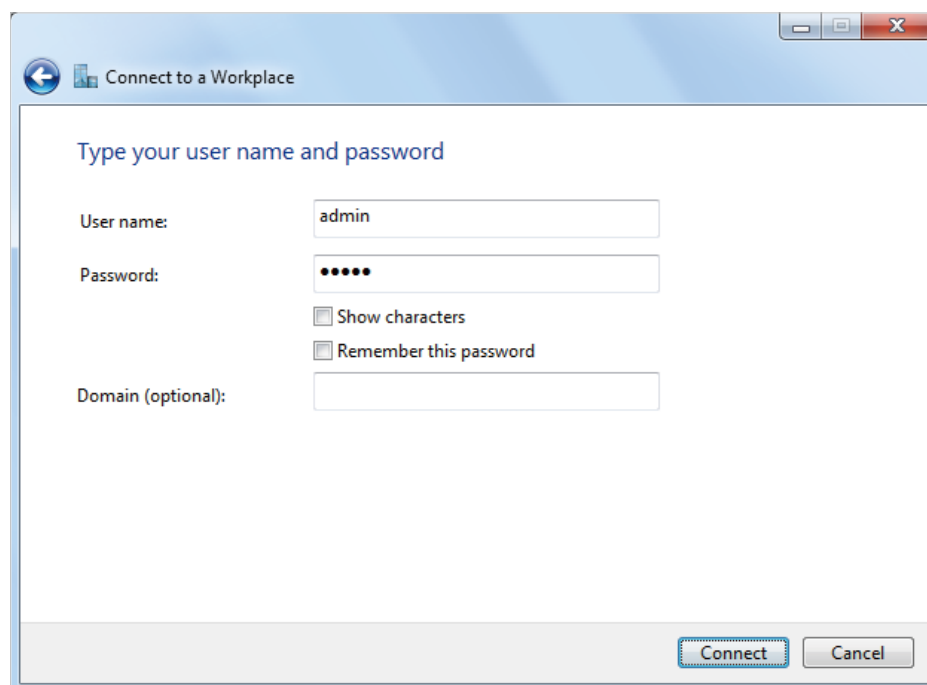 Connect to a Workplace
Type your user name and password
User name: admin
Password: •••••
Show characters
Remember this password
Domain (optional):
Connect Cancel